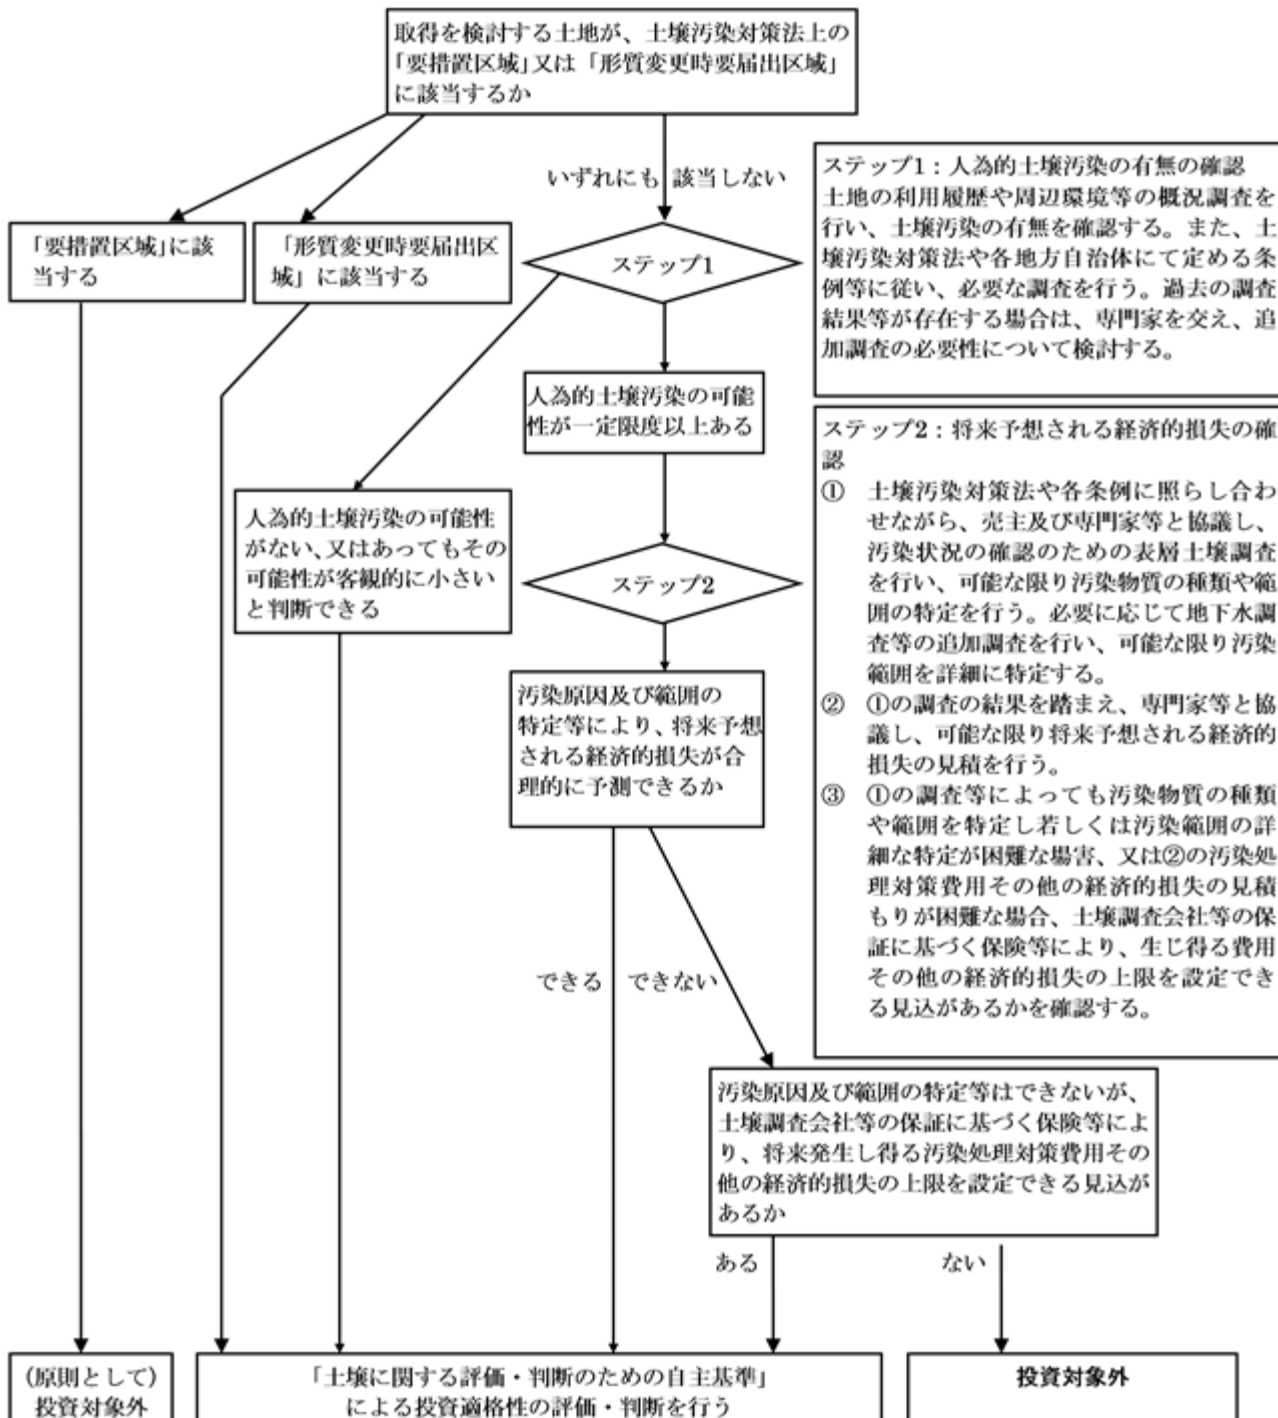 取得を検討する土地が、土壌汚染対策法上の
「要措置区域」又は「形質変更時要届出区域」
に該当するか
いずれにも 該当しない
「要措置区域」に該
当する
「形質変更時要届出区
域」に該当する
ステップ1
人為的土壌汚染の可能
性が一定限度以上ある
人為的土壌汚染の可能性
がない、又はあってもその
可能性が客観的に小さい
と判断できる
ステップ2
汚染原因及び範囲の
特定等により、将来予想
される経済的損失が合
理的に予測できるか
できる できない
汚染原因及び範囲の特定等はできないが、
土壌調査会社等の保証に基づく保険等によ
り、将来発生し得る汚染処理対策費用その
他の経済的損失の上限を設定できる見込が
あるか
ある ない
(原則として)
投資対象外
「土壌に関する評価・判断のための自主基準」
による投資適格性の評価・判断を行う
投資対象外
ステップ1：人為的土壌汚染の有無の確認
土地の利用履歴や周辺環境等の概況調査を
行い、土壌汚染の有無を確認する。また、土
壌汚染対策法や各地方自治体にて定める条
例等に従い、必要な調査を行う。過去の調査
結果等が存在する場合は、専門家を交え、追
加調査の必要性について検討する。
ステップ2：将来予想される経済的損失の確
認
① 土壌汚染対策法や各条例に照らし合わ
せながら、売主及び専門家等と協議し、
汚染状況の確認のための表層土壌調査
を行い、可能な限り汚染物質の種類や範
囲の特定を行う。必要に応じて地下水調
査等の追加調査を行い、可能な限り汚染
範囲を詳細に特定する。
② ①の調査の結果を踏まえ、専門家等と協
議し、可能な限り将来予想される経済的
損失の見積を行う。
③ ①の調査等によっても汚染物質の種類
や範囲を特定し若しくは汚染範囲の詳
細な特定が困難な場害、又は②の汚染処
理対策費用その他の経済的損失の見積
もりが困難な場合、土壌調査会社等の保
証に基づく保険等により、生じ得る費用
その他の経済的損失の上限を設定でき
る見込があるかを確認する。